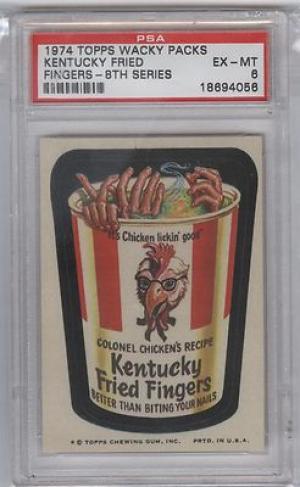 PSA
1974 TOPPS WACKY PACKS
KENTUCKY FRIED EX-MT
FINGERS-8TH SERIES 6
18694056
"It's Chicken lickin' good"
COLONEL CHICKEN'S RECIPE
Kentucky
Fried Fingers
BETTER THAN BITING YOUR NAILS
* © TOPPS CHEWING GUM, INC. PRTD. IN U.S.A.